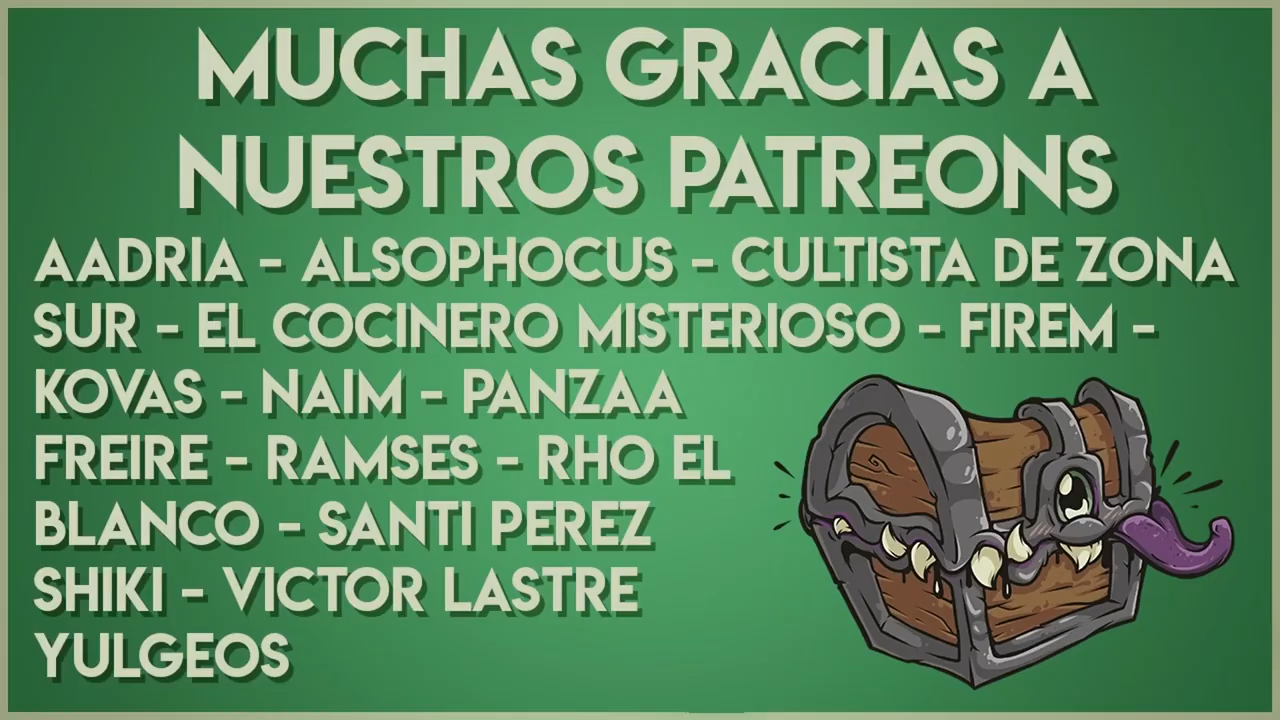 MUCHAS GRACIAS A
NUESTROS PATREONS
AADRIA - ALSOPHOCUS - CULTISTA DE ZONA
SUR - EL COCINERO MISTERIOSO - FIREM -
KOVAS - NAIM - PANZAA
FREIRE - RAMSES - RHO EL
BLANCO - SANTI PEREZ
SHIKI - VICTOR LASTRE
YULGEOS